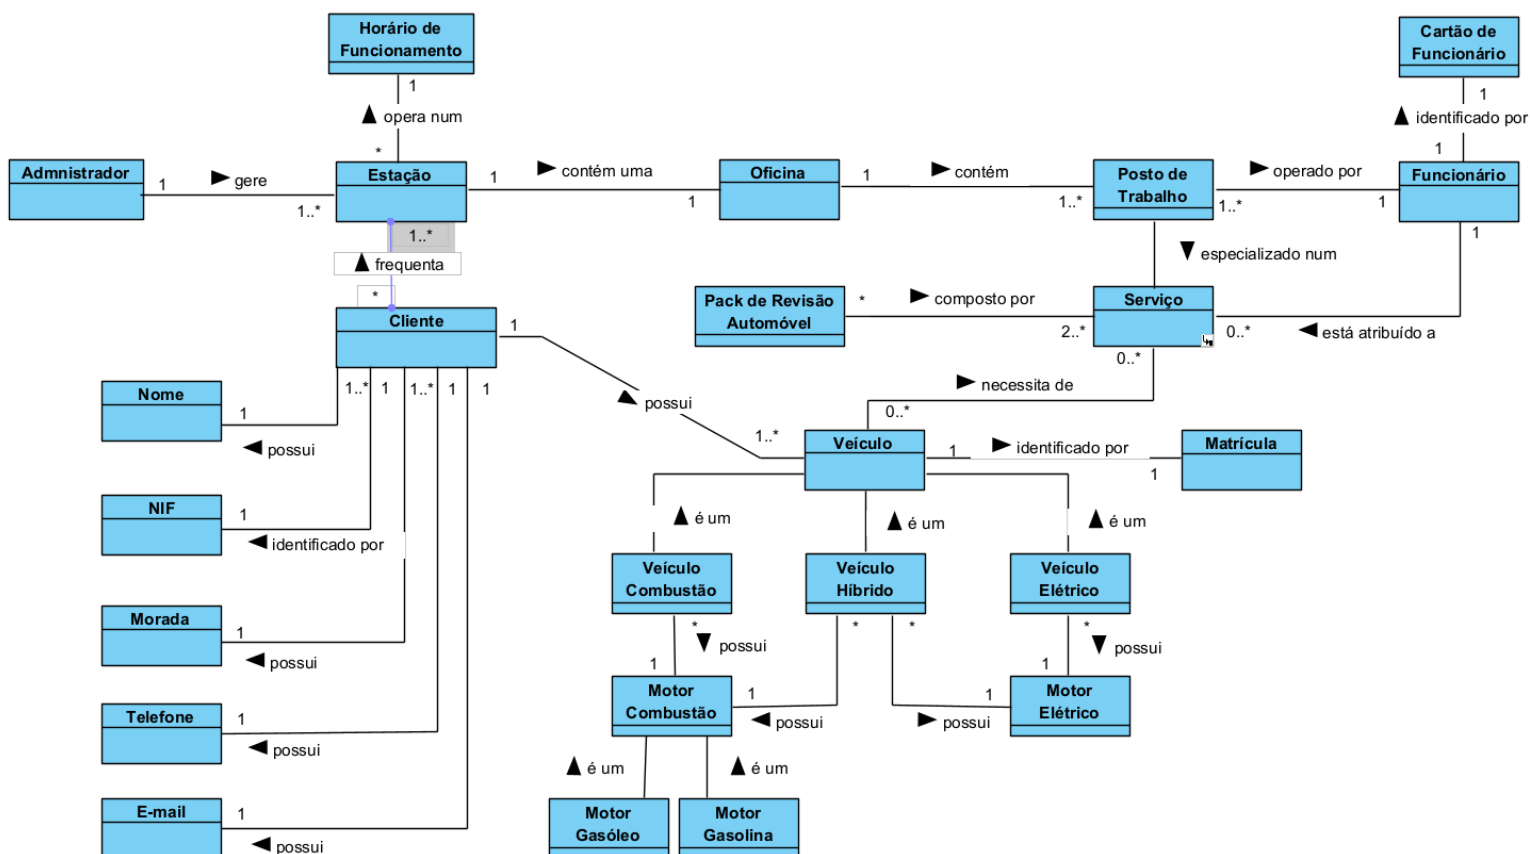 Horário de
Funcionamento
Cartão de
Funcionário
1
1
opera num
identificado por
*
1
Admnistrador
1
gere
1..*
Estação
1
contém uma
1
Oficina
1
contém
1..*
Posto de
Trabalho
1..*
operado por
1
Funcionário
1
1..*
frequenta
*
especializado num
Pack de Revisão
Automóvel
*
composto por
2..*
Serviço
0..*
está atribuído a
0..*
Cliente
1
necessita de
0..*
possui
1..*
1..*
1
1..*
1
1
Nome
1
possui
Veículo
1
identificado por
1
Matrícula
NIF
1
identificado por
é um
é um
é um
Veículo
Combustão
Veículo
Híbrido
Veículo
Elétrico
*
possui
1
*
*
*
possui
1
Morada
1
possui
Motor
Combustão
1
possui
1
possui
Motor
Elétrico
Telefone
1
possui
é um
é um
E-mail
1
possui
Motor
Gasóleo
Motor
Gasolina